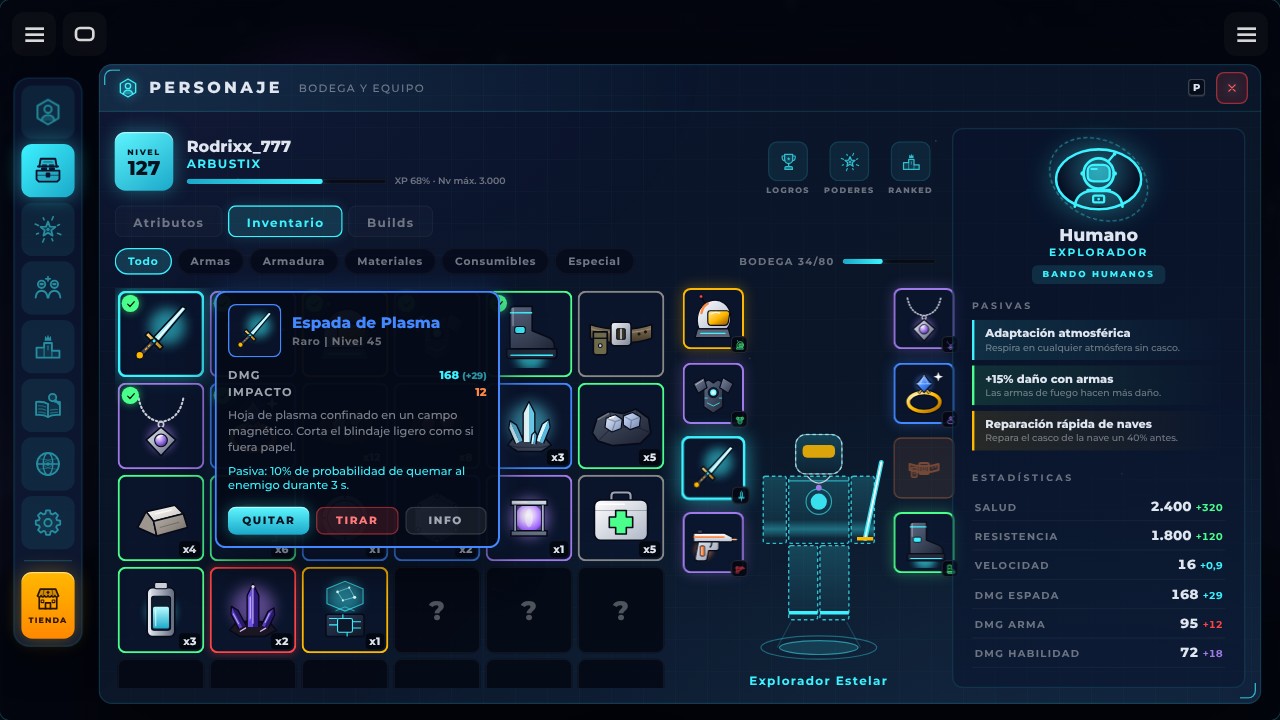 PERSONAJE
BODEGA Y EQUIPO
P
NIVEL
127
Rodrixx_777
ARBUSTIX
XP 68% · Nv máx. 3.000
LOGROS
PODERES
RANKED
Atributos
Inventario
Builds
Todo
Armas
Armadura
Materiales
Consumibles
Especial
BODEGA 34/80
Espada de Plasma
Raro | Nivel 45
DMG
168 (+29)
IMPACTO
12
Hoja de plasma confinado en un campo
magnético. Corta el blindaje ligero como si
fuera papel.
Pasiva: 10% de probabilidad de quemar al
enemigo durante 3 s.
QUITAR
TIRAR
INFO
x3
x5
x4
x6
x1
x2
x1
x5
x3
x2
x1
?
?
?
Explorador Estelar
TIENDA
Humano
EXPLORADOR
BANDO HUMANOS
PASIVAS
Adaptación atmosférica
Respira en cualquier atmósfera sin casco.
+15% daño con armas
Las armas de fuego hacen más daño.
Reparación rápida de naves
Repara el casco de la nave un 40% antes.
ESTADÍSTICAS
SALUD
2.400 +320
RESISTENCIA
1.800 +120
VELOCIDAD
16 +0,9
DMG ESPADA
168 +29
DMG ARMA
95 +12
DMG HABILIDAD
72 +18